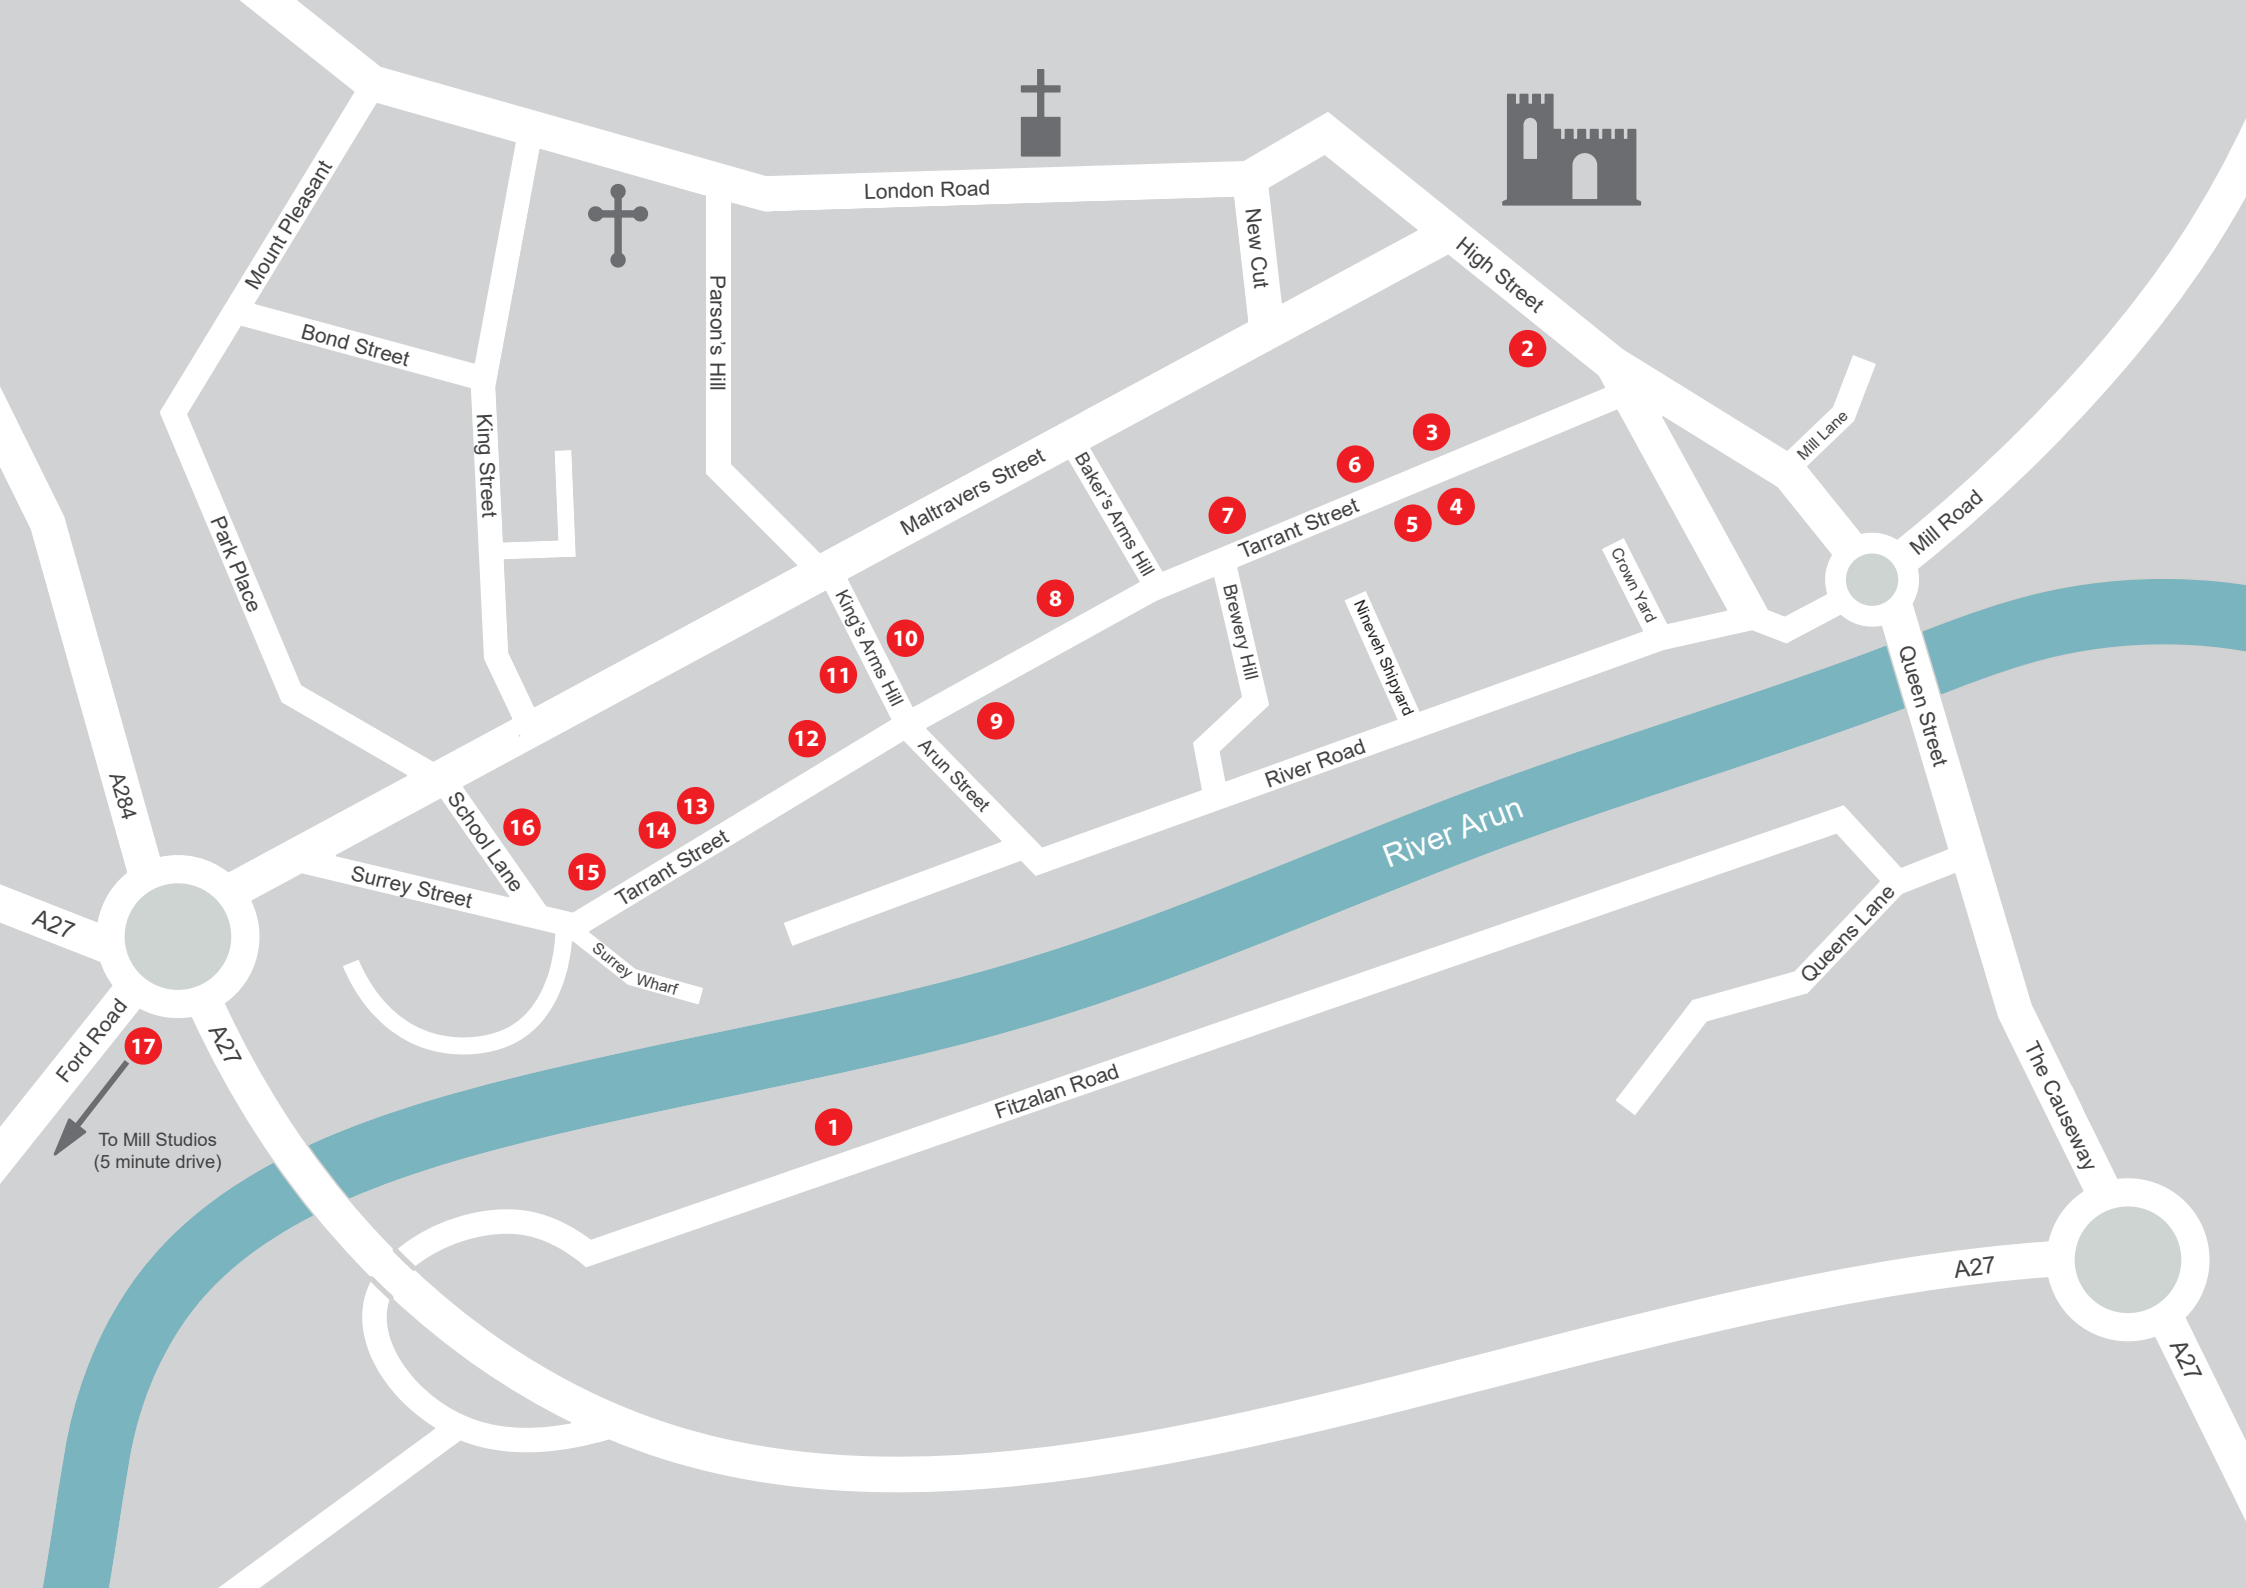 London Road
New Cut
High Street
Mount Pleasant
Bond Street
Parson's Hill
King Street
2
Mill Lane
3
6
Maltravers Street
Baker's Arms Hill
4
5
7
Tarrant Street
Mill Road
Park Place
Crown Yard
8
King's Arms Hill
10
11
Brewery Hill
Nineveh Shipyard
9
12
Queen Street
Arun Street
River Road
A284
School Lane
16
13
14
River Arun
15
Tarrant Street
Surrey Street
A27
Queens Lane
Surrey Wharf
Ford Road
17
A27
To Mill Studios
(5 minute drive)
1
Fitzalan Road
The Causeway
A27
A27